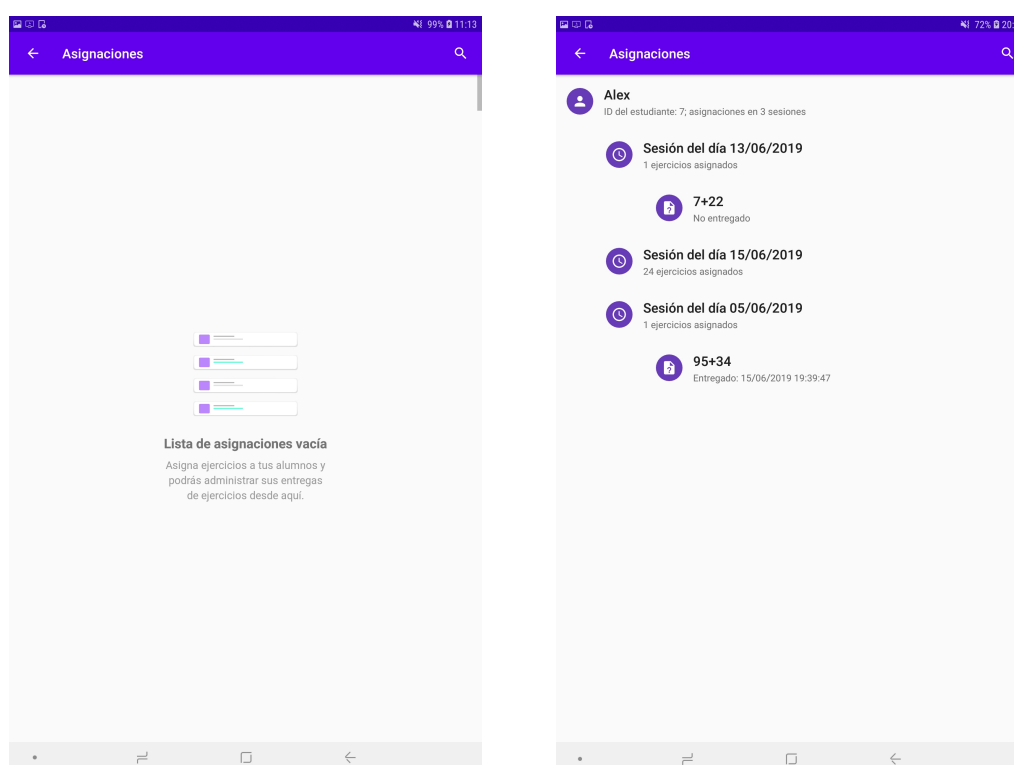 99% 11:13
Asignaciones
Lista de asignaciones vacía
Asigna ejercicios a tus alumnos y
podrás administrar sus entregas
de ejercicios desde aquí.
72% 20:
Asignaciones
Alex
ID del estudiante: 7; asignaciones en 3 sesiones
Sesión del día 13/06/2019
1 ejercicios asignados
7+22
No entregado
Sesión del día 15/06/2019
24 ejercicios asignados
Sesión del día 05/06/2019
1 ejercicios asignados
95+34
Entregado: 15/06/2019 19:39:47